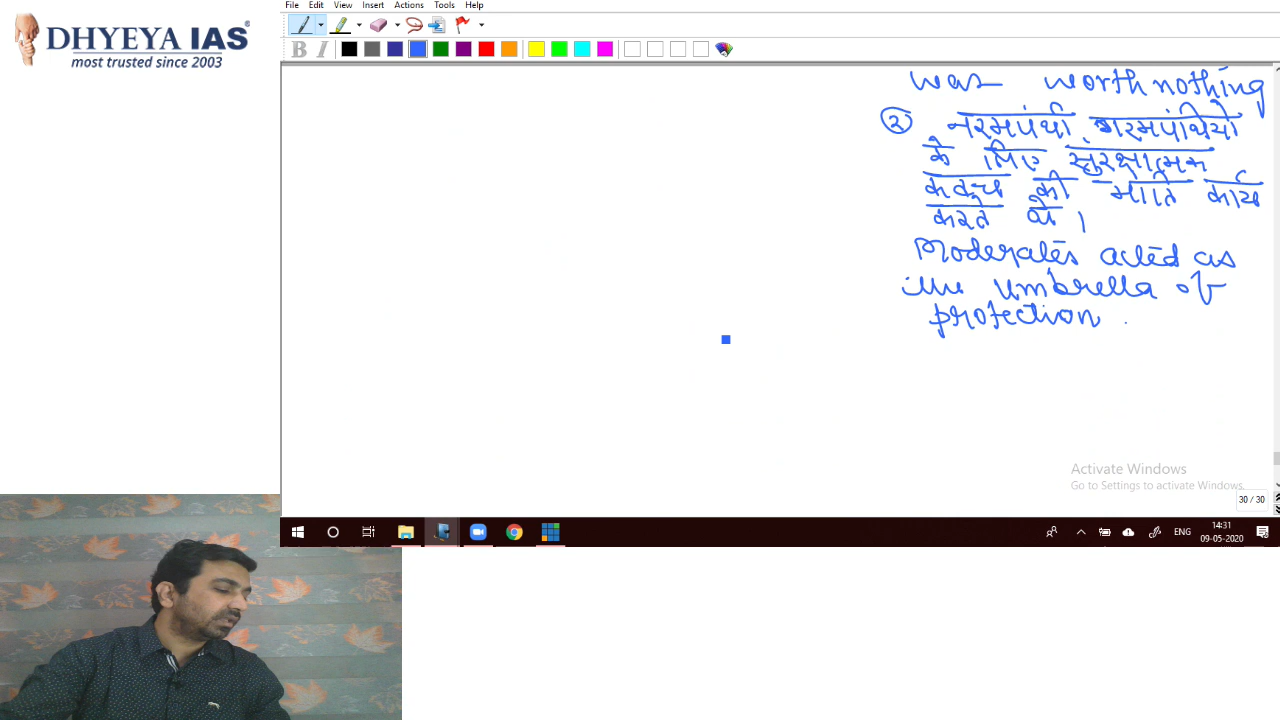 DHYEYA IAS®
most trusted since 2003
File Edit View Insert Actions Tools Help
B I
was worth nothing
② नरमपंथी गरमपंथियों
के लिए सुरक्षात्मक
कवच की भांति कार्य
करते थे।
Moderates acted as
the umbrella of
protection.
Activate Windows
Go to Settings to activate Windows.
30 / 30
ENG
14:31
09-05-2020